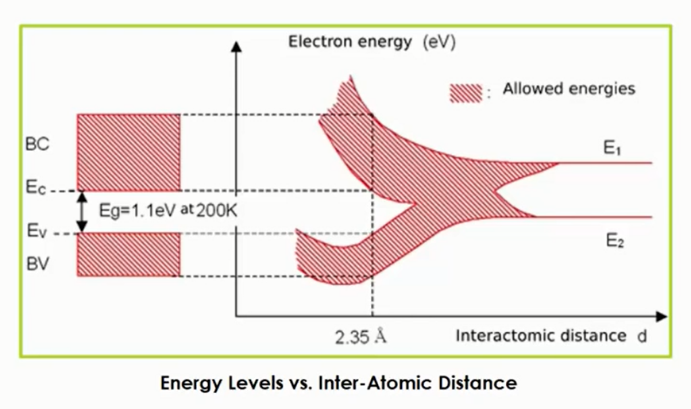 Electron energy (eV)
: Allowed energies
BC
E1
Ec
Eg=1.1eV at 200K
Ev
E2
BV
2.35 Å
Interactomic distance d
Energy Levels vs. Inter-Atomic Distance